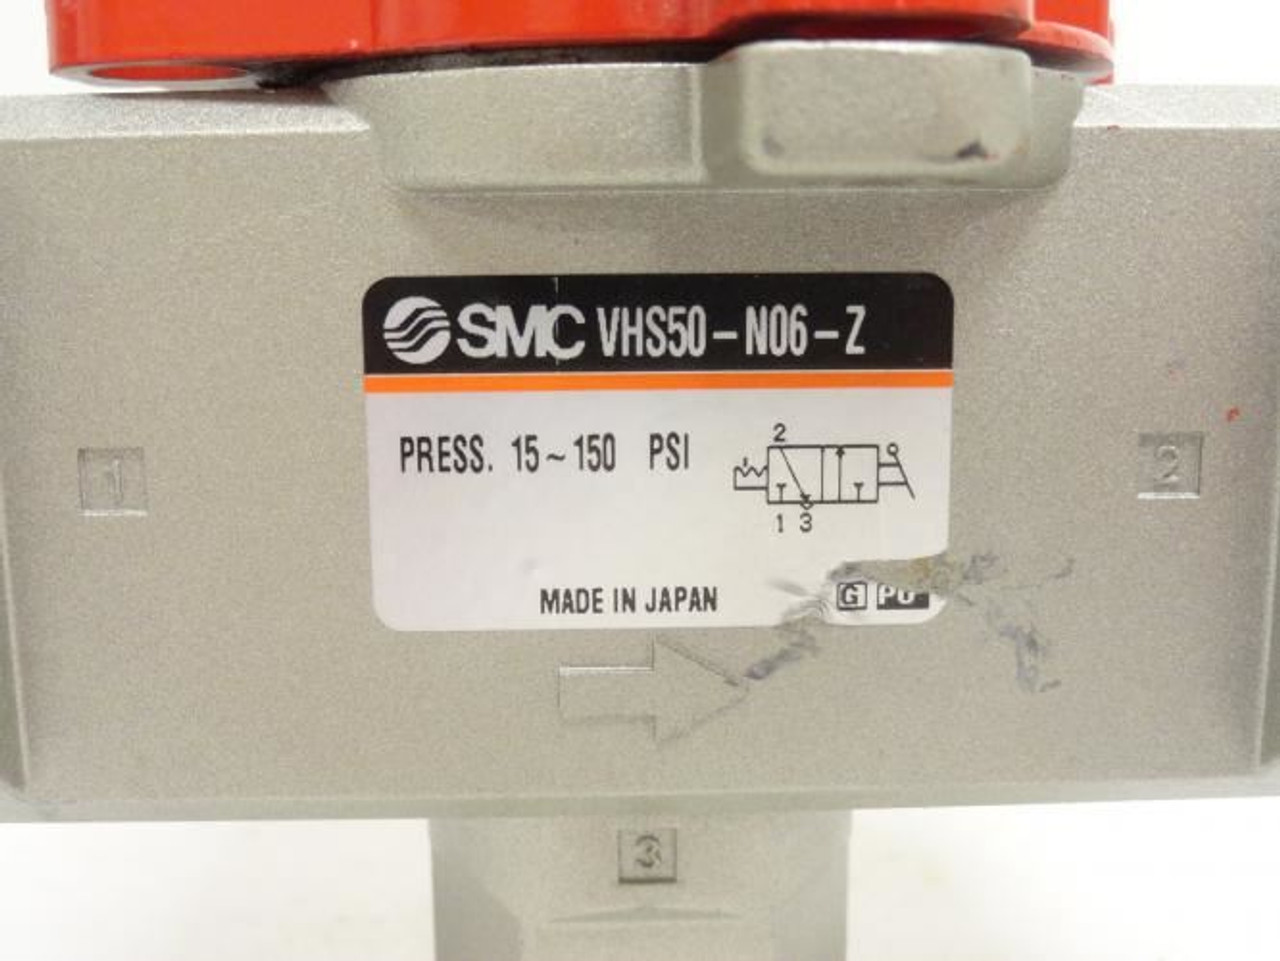 SMC VHS50-N06-Z
PRESS. 15~150 PSI
2
1 3
MADE IN JAPAN
G
1
2
3